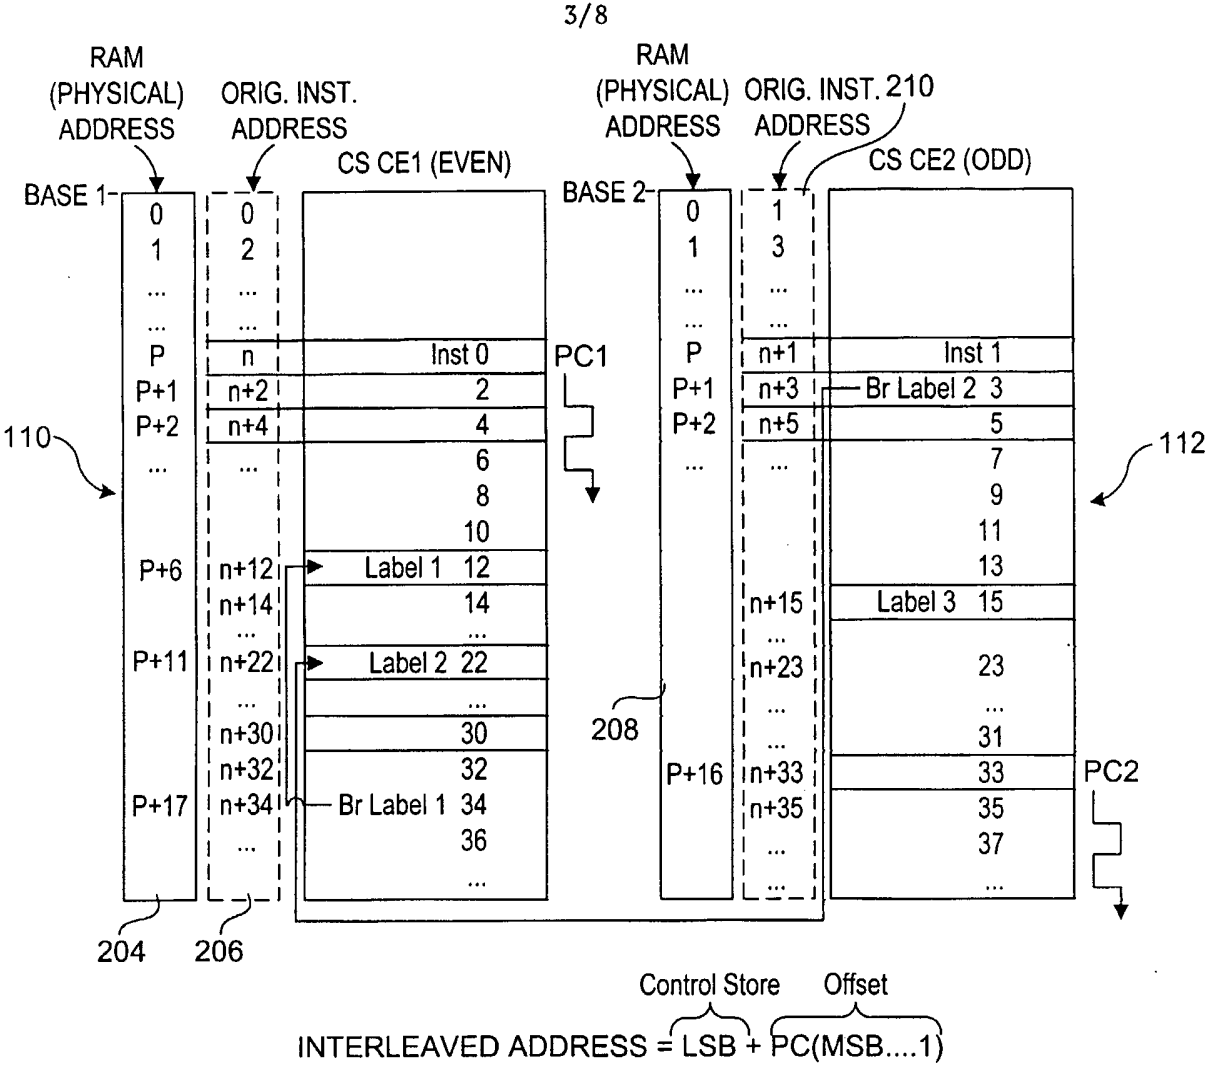 3/8
RAM (PHYSICAL) ADDRESS
ORIG. INST. ADDRESS
CS CE1 (EVEN)
RAM (PHYSICAL) ADDRESS
ORIG. INST. ADDRESS
210
CS CE2 (ODD)
BASE 1
BASE 2
0 0 0 1
1 2 1 3
... ... ... ...
... ... ... ...
P n Inst 0 PC1 P n+1 Inst 1
P+1 n+2 2 P+1 n+3 Br Label 2 3
P+2 n+4 4 P+2 n+5 5
110 ... ... 6 ... ... 7 112
8 9
10 11
P+6 n+12 Label 1 12 13
n+14 14 n+15 Label 3 15
... ... ...
P+11 n+22 Label 2 22 n+23 23
... ... ... ...
208
n+30 30 ... 31
n+32 32 P+16 n+33 33 PC2
P+17 n+34 Br Label 1 34 n+35 35
... 36 ... 37
... ... ...
204 206
Control Store Offset
INTERLEAVED ADDRESS = LSB + PC(MSB....1)